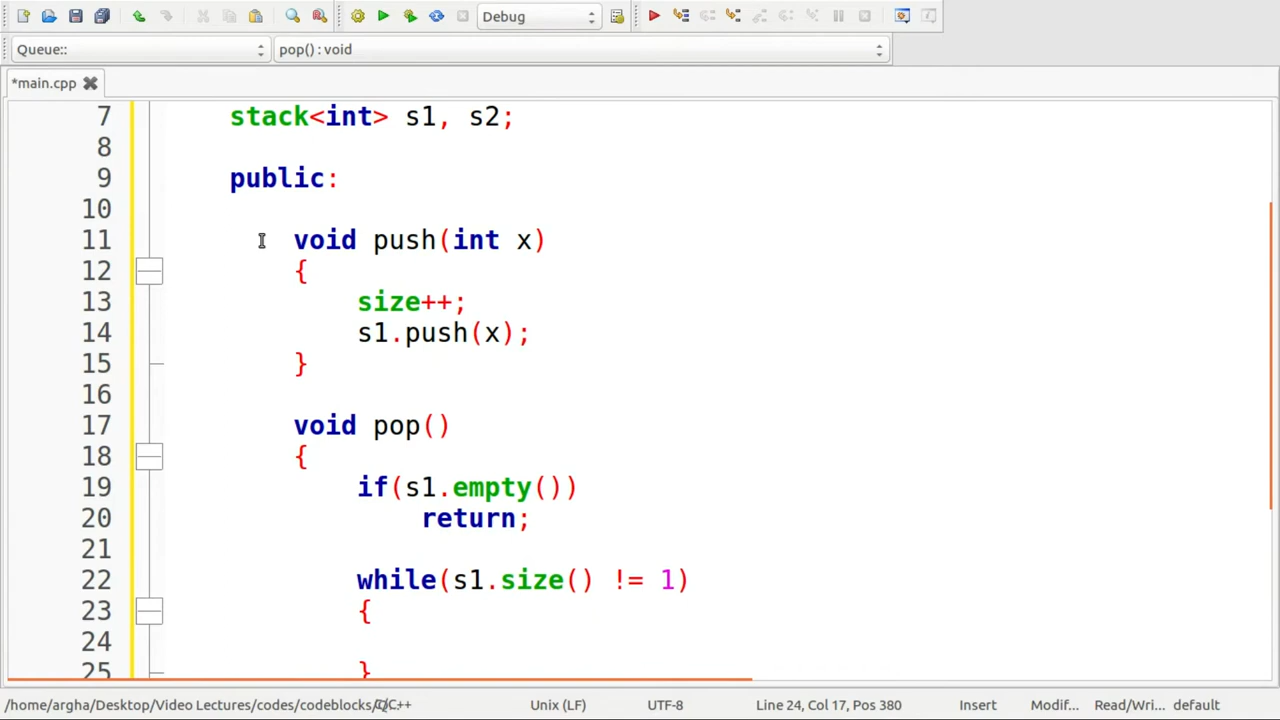 Debug
Queue::
pop() : void
*main.cpp
7 stack<int> s1, s2;
8
9 public:
10
11 void push(int x)
12 {
13 size++;
14 s1.push(x);
15 }
16
17 void pop()
18 {
19 if(s1.empty())
20 return;
21
22 while(s1.size() != 1)
23 {
24
25 }
/home/argha/Desktop/Video Lectures/codes/codeblocks/ C/C++ Unix (LF) UTF-8 Line 24, Col 17, Pos 380 Insert Modif... Read/Wri... default